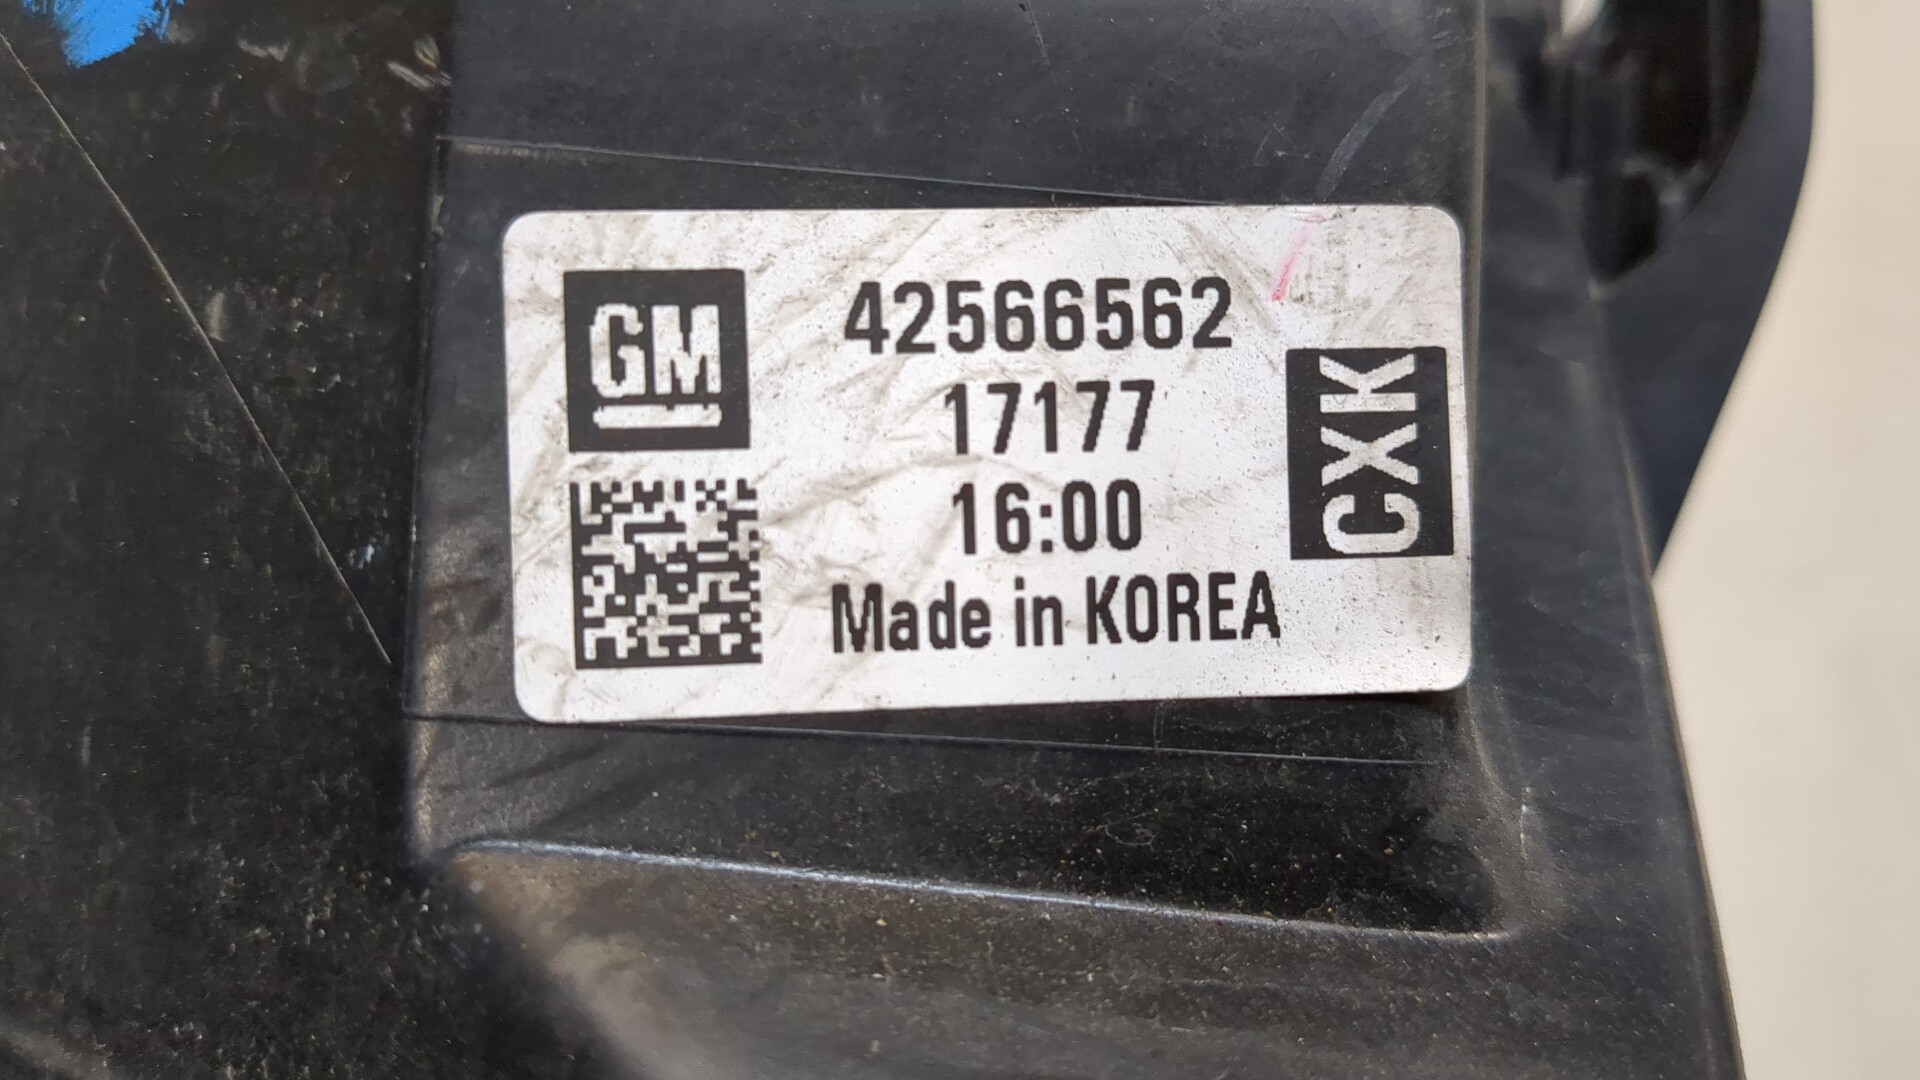 GM
42566562
17177
16:00
Made in KOREA
CXK